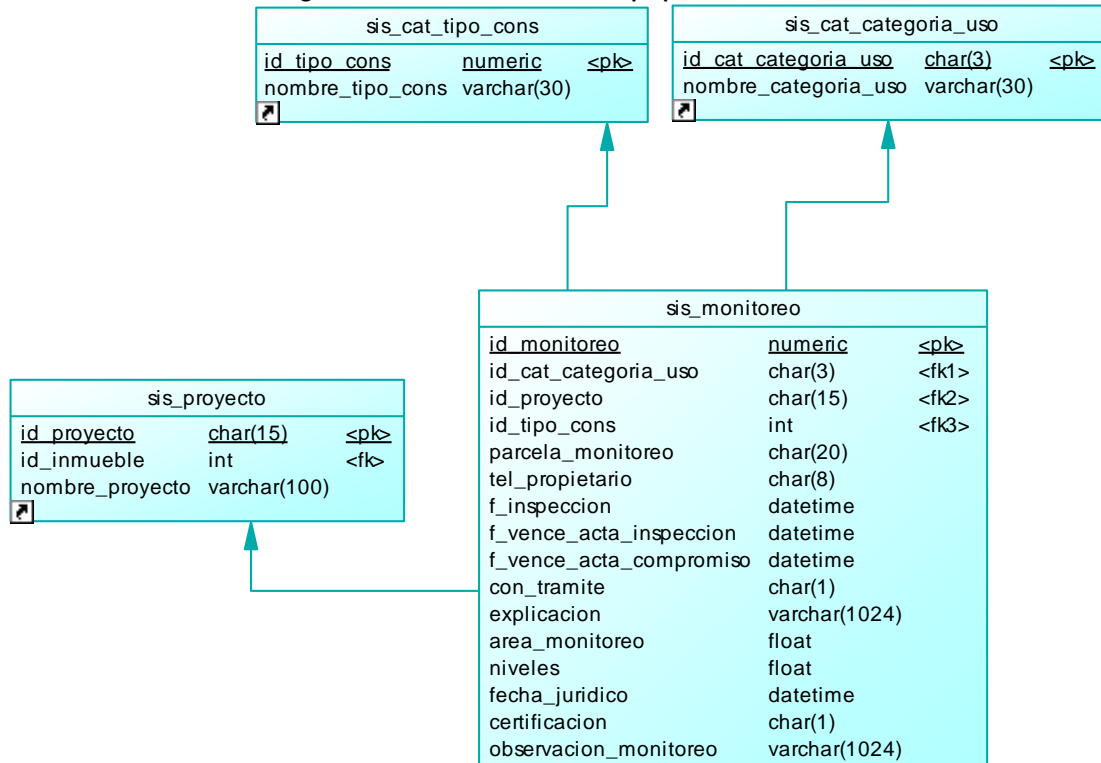 sis_cat_tipo_cons
id_tipo_cons numeric <pk>
nombre_tipo_cons varchar(30)
sis_cat_categoria_uso
id_cat_categoria_uso char(3) <pk>
nombre_categoria_uso varchar(30)
sis_proyecto
id_proyecto char(15) <pk>
id_inmueble int <fk>
nombre_proyecto varchar(100)
sis_monitoreo
id_monitoreo numeric <pk>
id_cat_categoria_uso char(3) <fk1>
id_proyecto char(15) <fk2>
id_tipo_cons int <fk3>
parcela_monitoreo char(20)
tel_propietario char(8)
f_inspeccion datetime
f_vence_acta_inspeccion datetime
f_vence_acta_compromiso datetime
con_tramite char(1)
explicacion varchar(1024)
area_monitoreo float
niveles float
fecha_juridico datetime
certificacion char(1)
observacion_monitoreo varchar(1024)